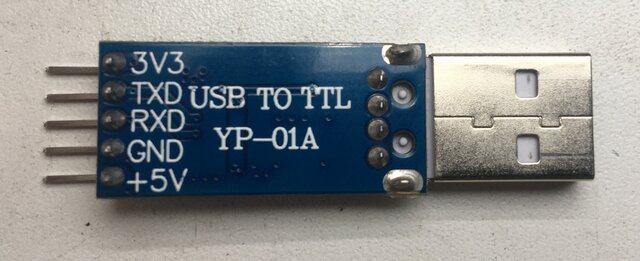 3V3
TXD
RXD
GND
+5V
USB TO TTL
YP-01A